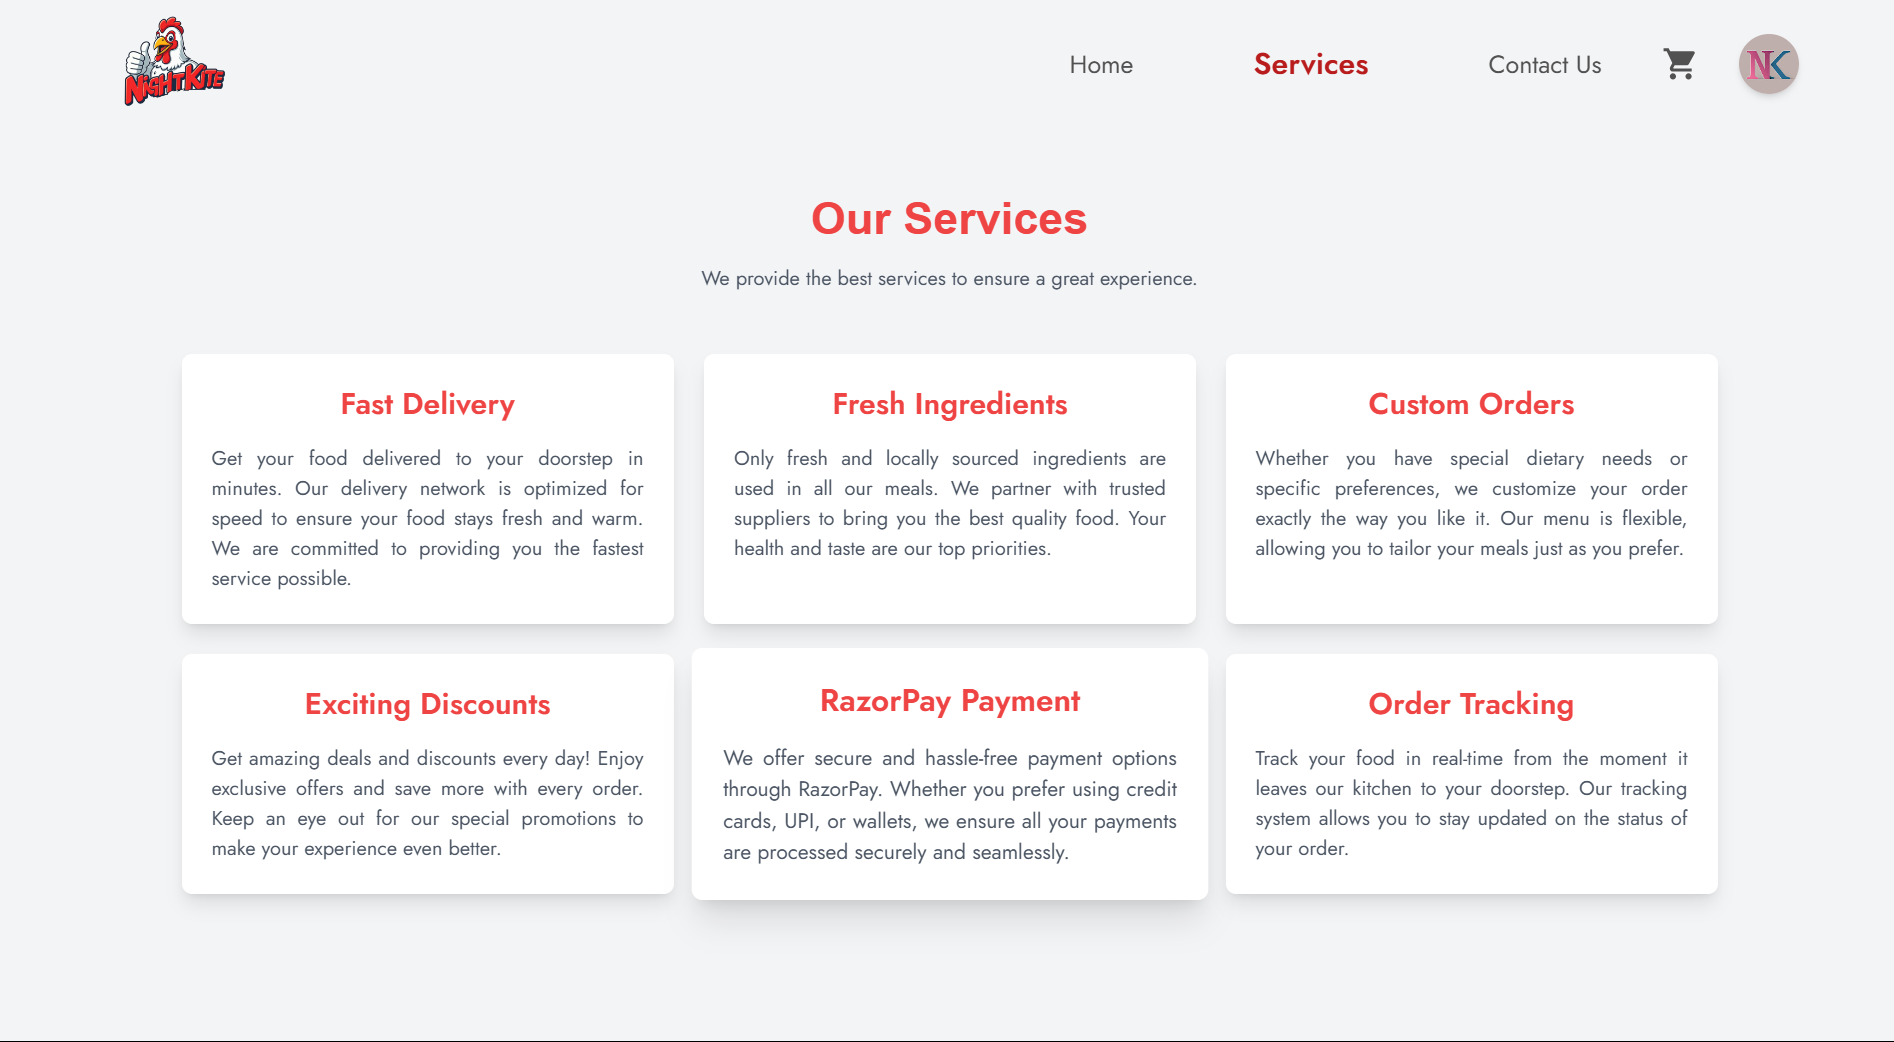 NIGHTKITE
Home
Services
Contact Us
NK
Our Services
We provide the best services to ensure a great experience.
Fast Delivery
Get your food delivered to your doorstep in
minutes. Our delivery network is optimized for
speed to ensure your food stays fresh and warm.
We are committed to providing you the fastest
service possible.
Fresh Ingredients
Only fresh and locally sourced ingredients are
used in all our meals. We partner with trusted
suppliers to bring you the best quality food. Your
health and taste are our top priorities.
Custom Orders
Whether you have special dietary needs or
specific preferences, we customize your order
exactly the way you like it. Our menu is flexible,
allowing you to tailor your meals just as you prefer.
Exciting Discounts
Get amazing deals and discounts every day! Enjoy
exclusive offers and save more with every order.
Keep an eye out for our special promotions to
make your experience even better.
RazorPay Payment
We offer secure and hassle-free payment options
through RazorPay. Whether you prefer using credit
cards, UPI, or wallets, we ensure all your payments
are processed securely and seamlessly.
Order Tracking
Track your food in real-time from the moment it
leaves our kitchen to your doorstep. Our tracking
system allows you to stay updated on the status of
your order.